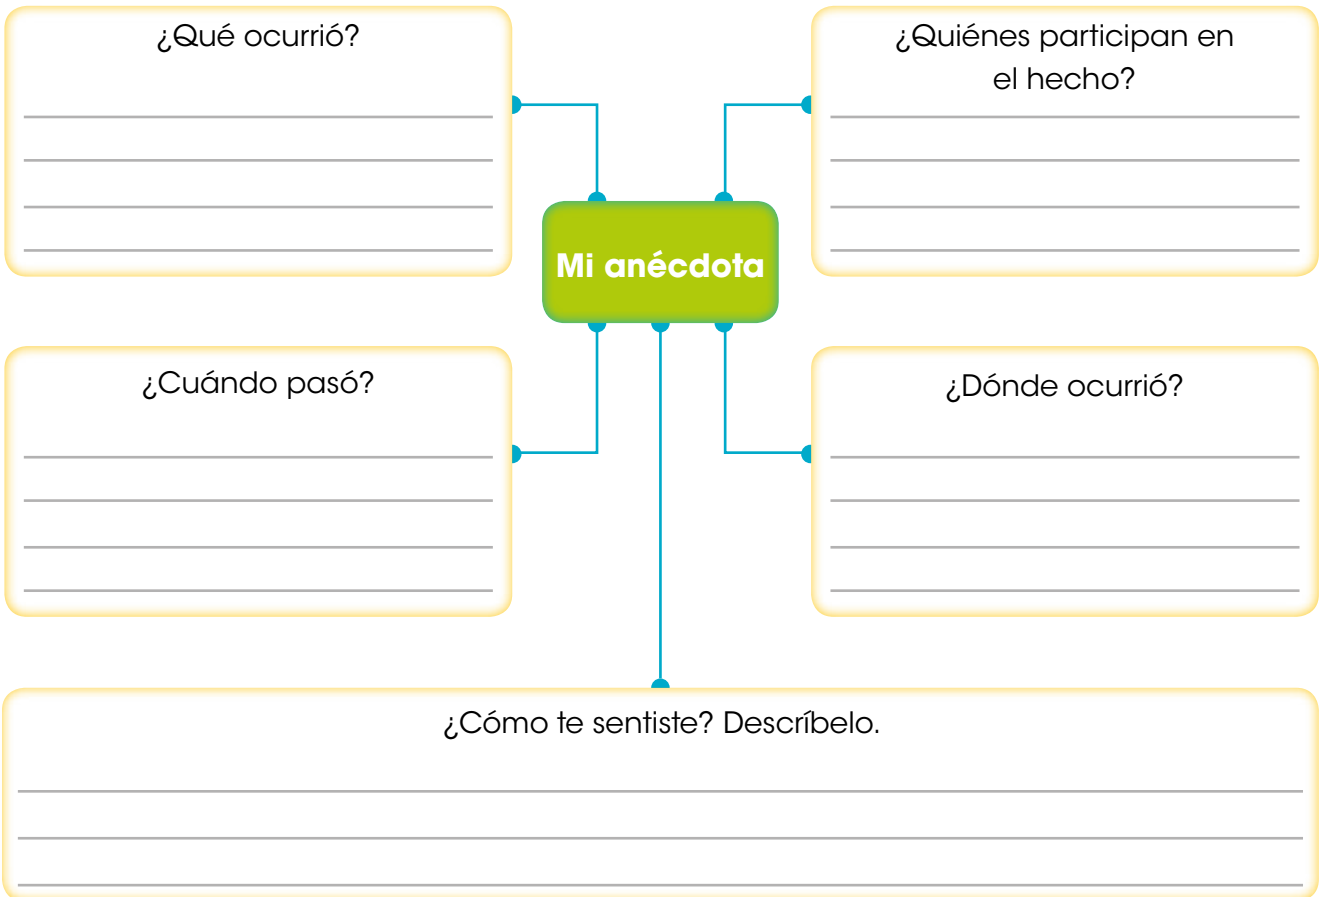 ¿Qué ocurrió?
¿Quiénes participan en
el hecho?
Mi anécdota
¿Cuándo pasó?
¿Dónde ocurrió?
¿Cómo te sentiste? Descríbelo.